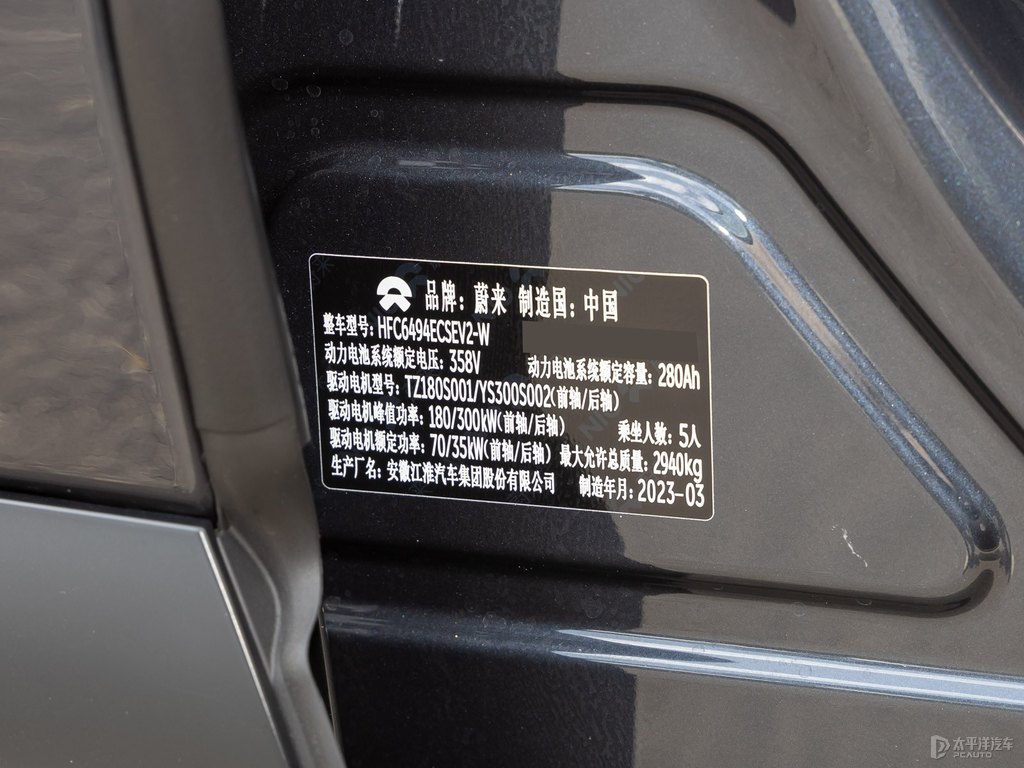 品牌: 蔚来 制造国: 中国
整车型号: HFC6494ECSEV2-W
动力电池系统额定电压: 358V 动力电池系统额定容量: 280Ah
驱动电机型号: TZ180S001/YS300S002(前轴/后轴)
驱动电机峰值功率: 180/300kW(前轴/后轴) 乘坐人数: 5人
驱动电机额定功率: 70/35kW(前轴/后轴) 最大允许总质量: 2940kg
生产厂名: 安徽江淮汽车集团股份有限公司 制造年月: 2023-03
太平洋汽车
PCAUTO